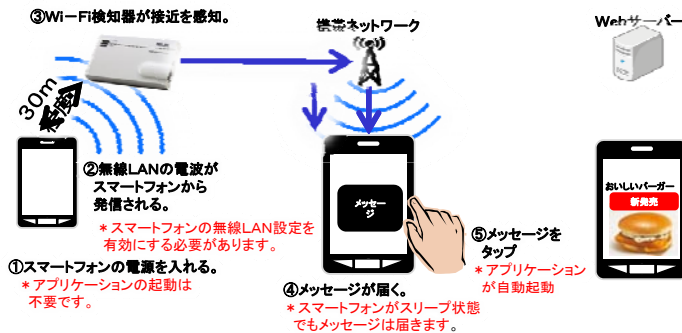 ③Wi－Fi検知器が接近を感知。
携帯ネットワーク
Webサーバー
30m
程度
②無線LANの電波が
スマートフォンから
発信される。
＊スマートフォンの無線LAN設定を
有効にする必要があります。
①スマートフォンの電源を入れる。
＊アプリケーションの起動は
不要です。
メッセー
ジ
④メッセージが届く。
＊スマートフォンがスリープ状態
でもメッセージは届きます。
⑤メッセージを
タップ
＊アプリケーション
が自動起動
おいしいバーガー
新発売